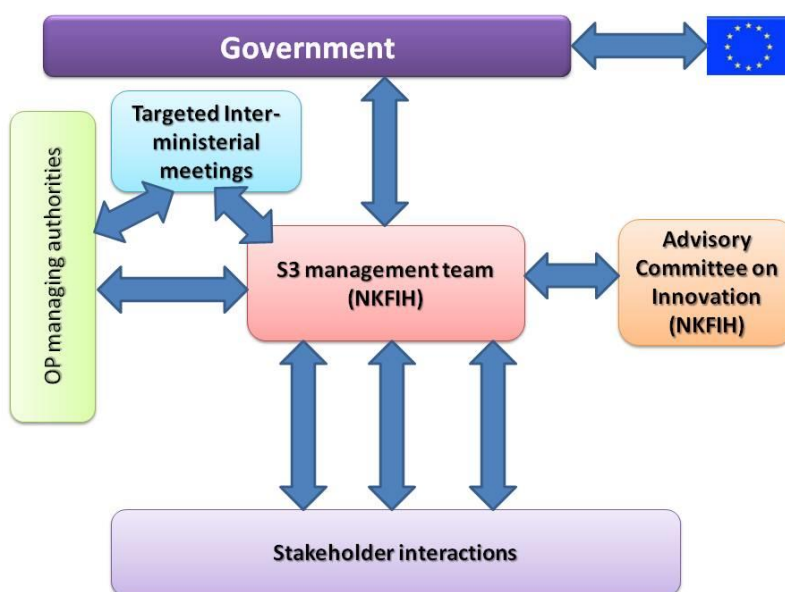 Government
Targeted Inter-
ministerial
meetings
OP managing authorities
S3 management team
(NKFIH)
Advisory
Committee on
Innovation
(NKFIH)
Stakeholder interactions